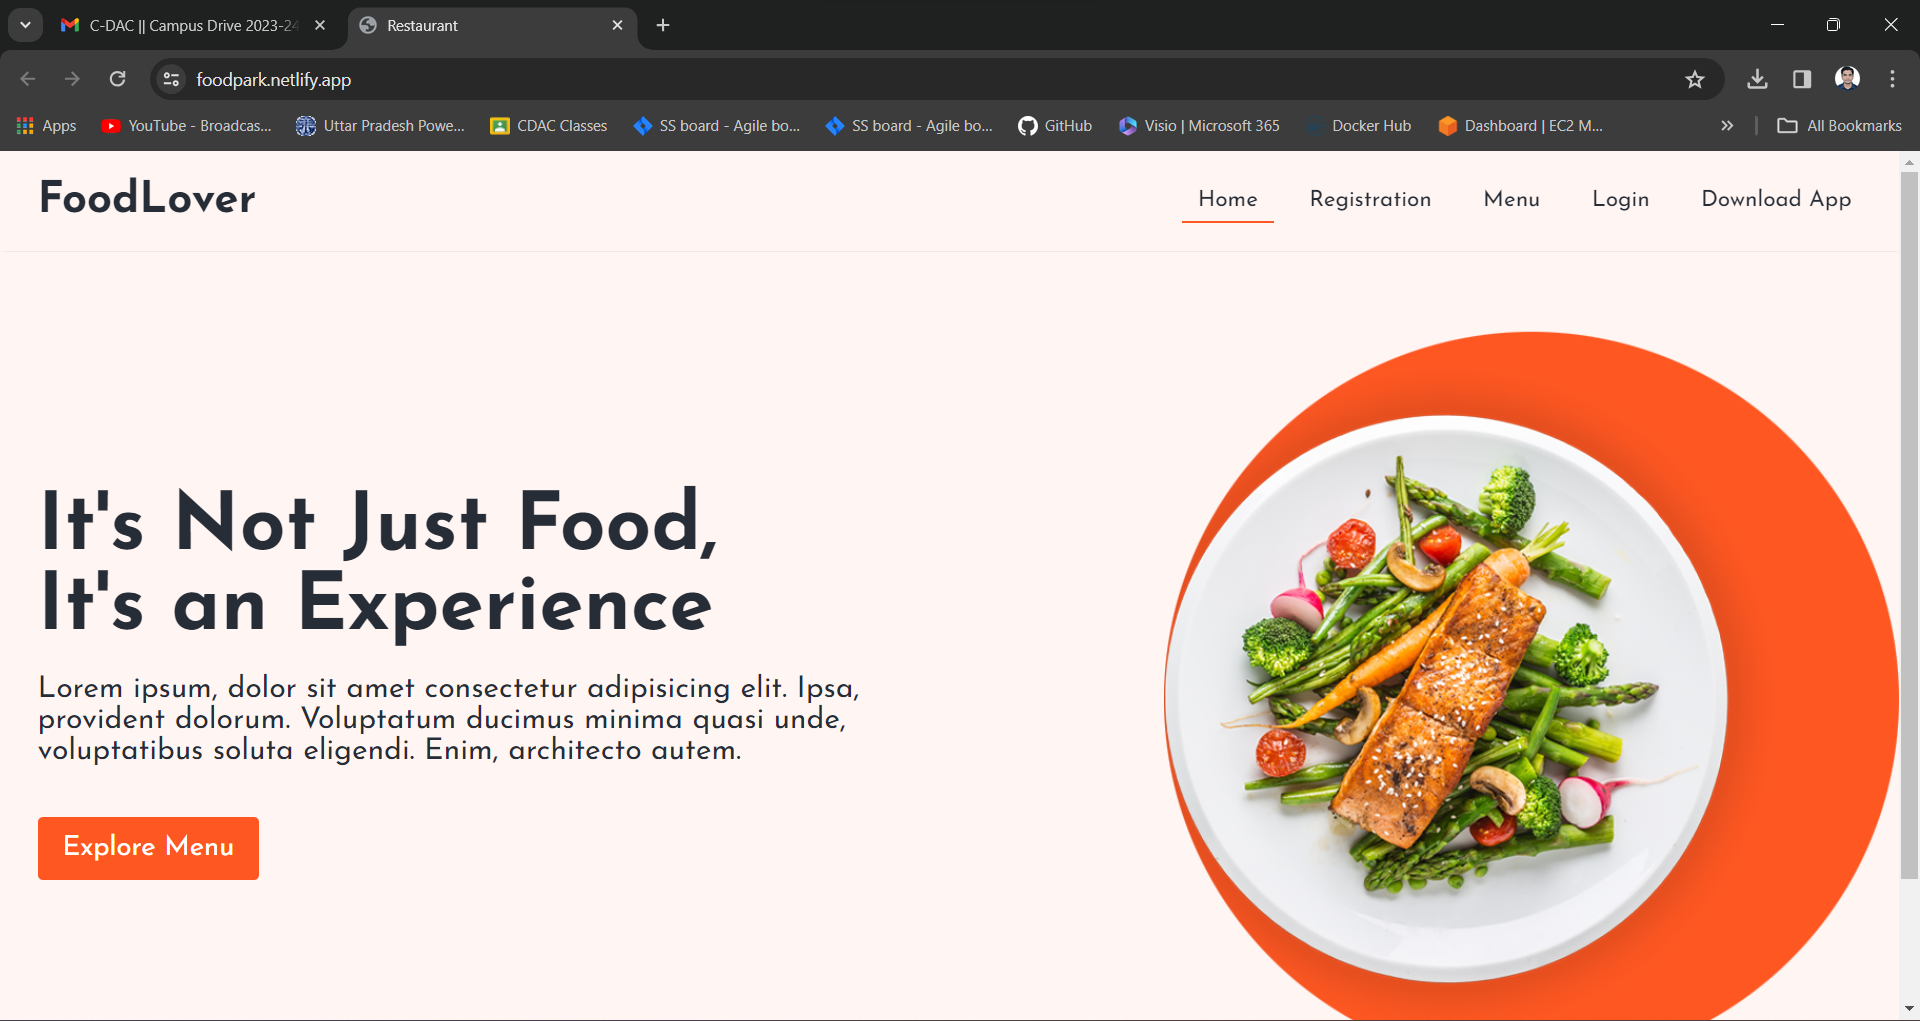 C-DAC || Campus Drive 2023-24
Restaurant
foodpark.netlify.app
Apps
YouTube - Broadcas...
Uttar Pradesh Powe...
CDAC Classes
SS board - Agile bo...
SS board - Agile bo...
GitHub
Visio | Microsoft 365
Docker Hub
Dashboard | EC2 M...
All Bookmarks
FoodLover
Home
Registration
Menu
Login
Download App
It's Not Just Food,
It's an Experience
Lorem ipsum, dolor sit amet consectetur adipisicing elit. Ipsa,
provident dolorum. Voluptatum ducimus minima quasi unde,
voluptatibus soluta eligendi. Enim, architecto autem.
Explore Menu